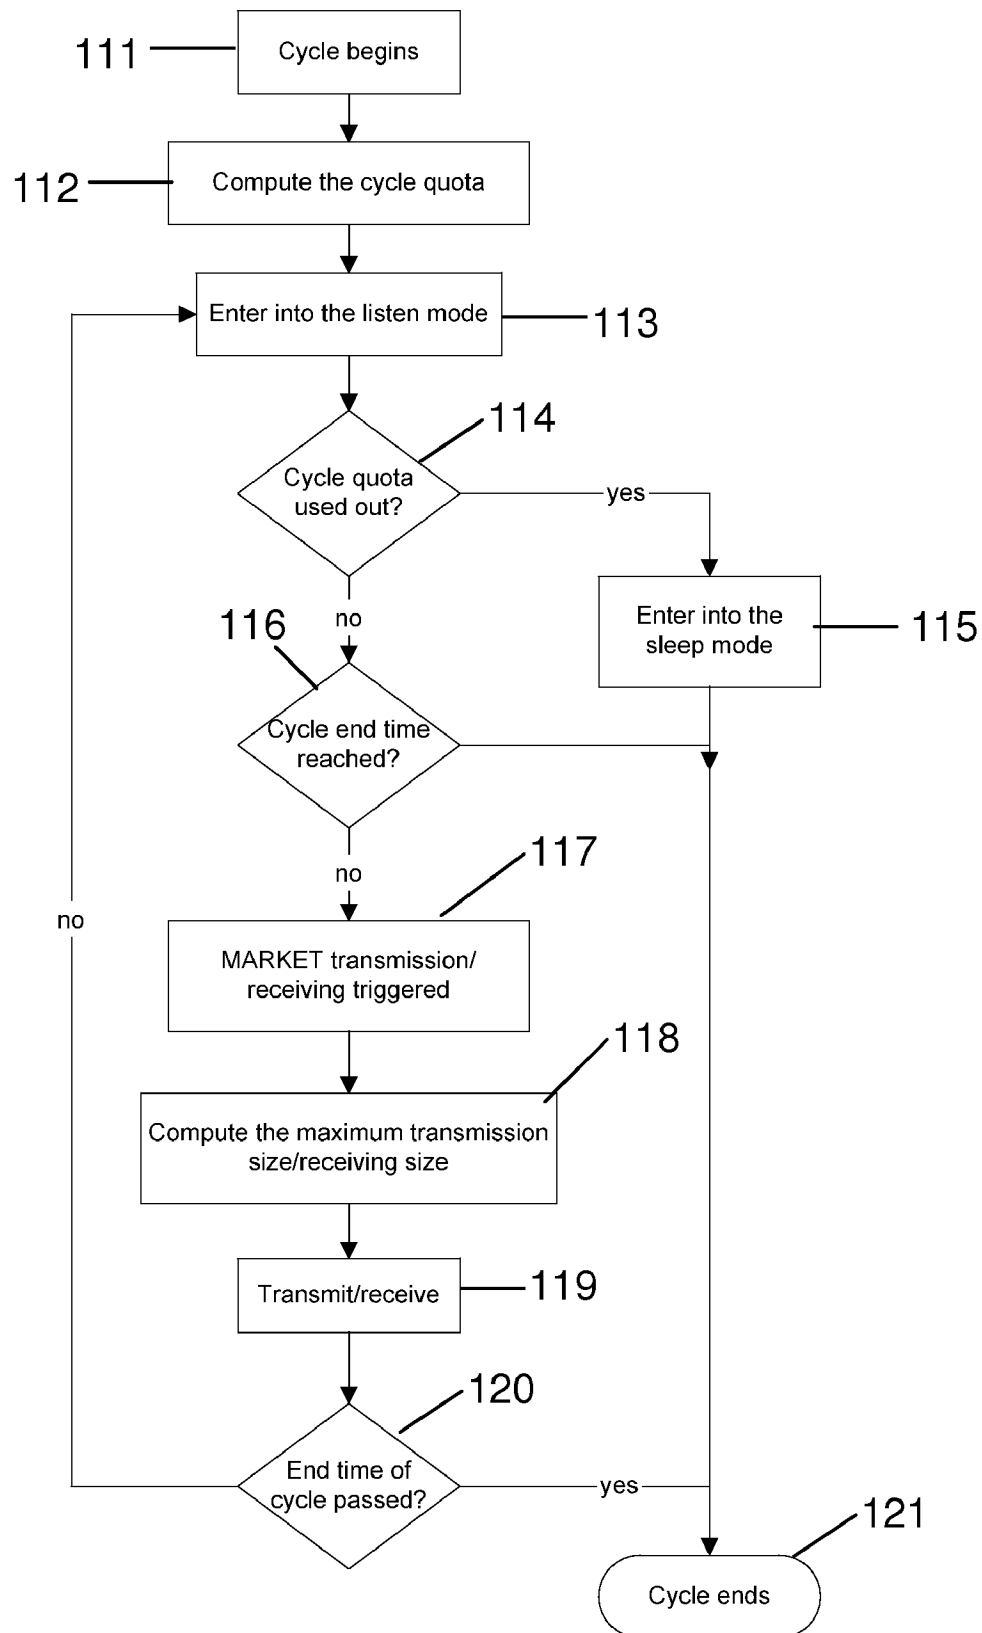 111
Cycle begins
112
Compute the cycle quota
Enter into the listen mode
113
114
Cycle quota
used out?
yes
no
Enter into the
sleep mode
115
116
Cycle end time
reached?
no
117
MARKET transmission/
receiving triggered
no
118
Compute the maximum transmission
size/receiving size
Transmit/receive
119
120
End time of
cycle passed?
yes
121
Cycle ends